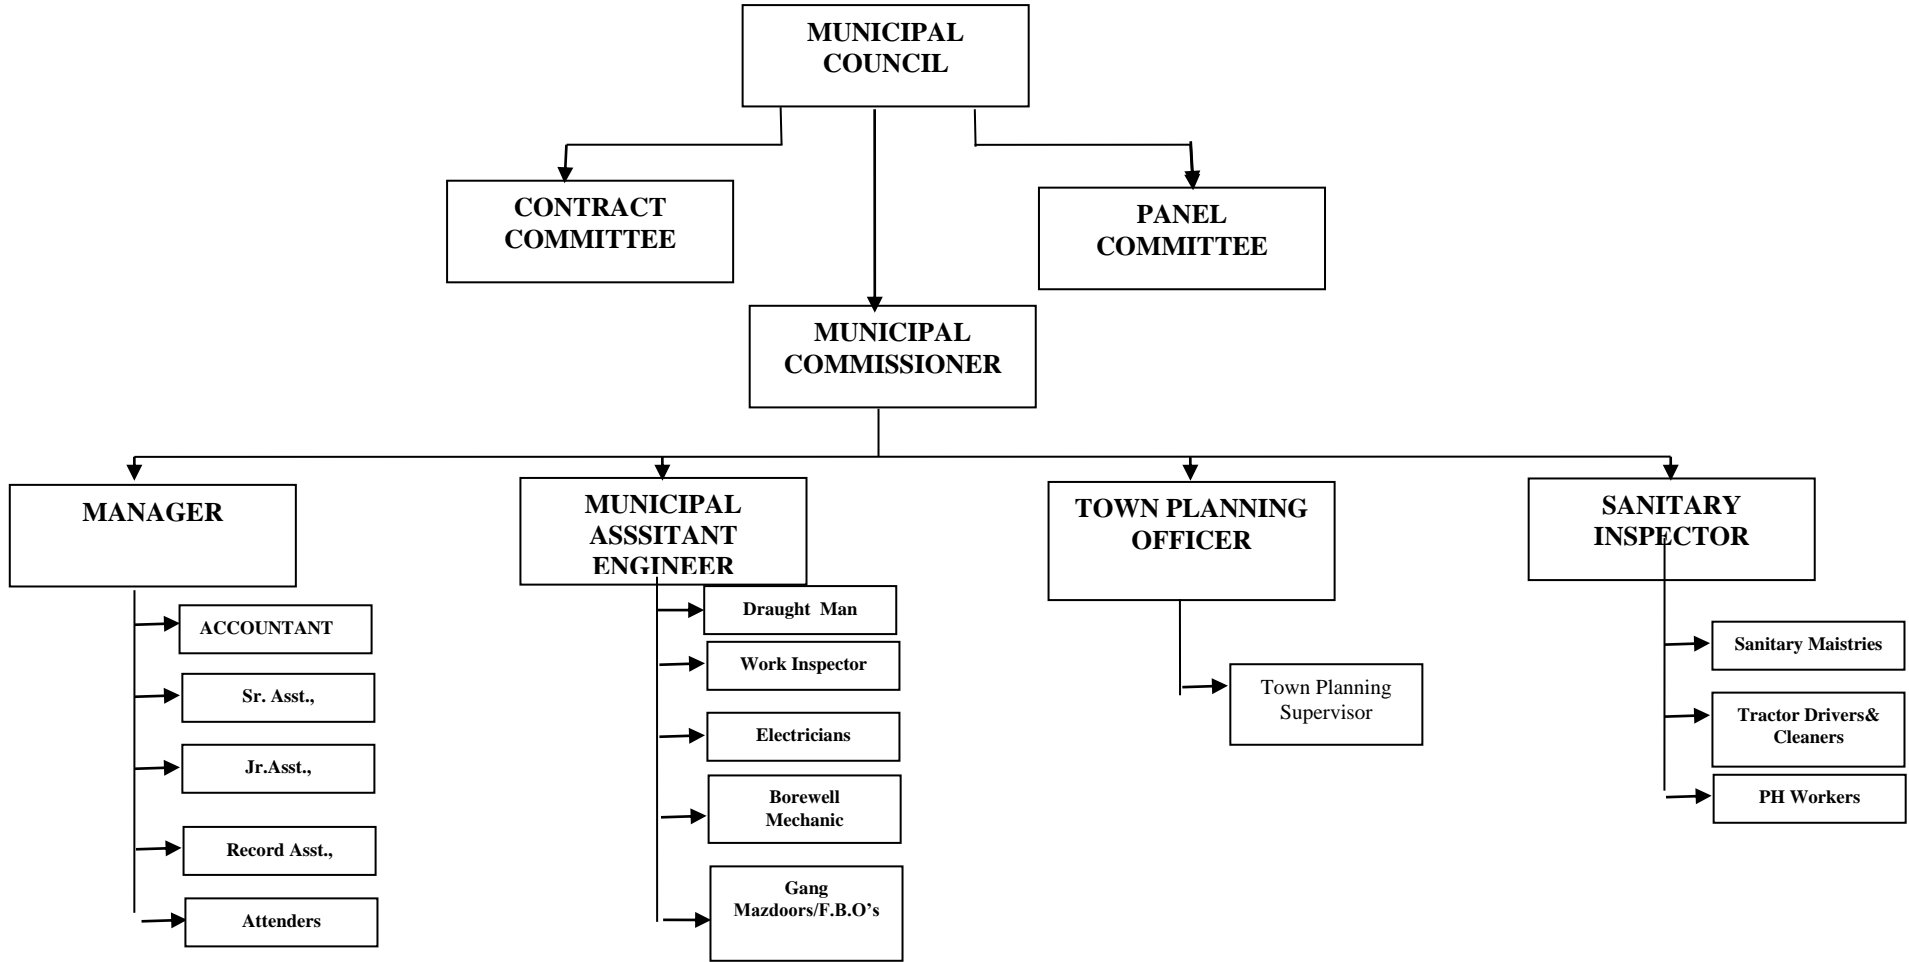 MUNICIPAL
COUNCIL
CONTRACT
COMMITTEE
PANEL
COMMITTEE
MUNICIPAL
COMMISSIONER
MANAGER
MUNICIPAL
ASSSITANT
ENGINEER
TOWN PLANNING
OFFICER
SANITARY
INSPECTOR
ACCOUNTANT
Sr. Asst.,
Jr.Asst.,
Record Asst.,
Attenders
Draught Man
Work Inspector
Electricians
Borewell
Mechanic
Gang
Mazdoors/F.B.O’s
Town Planning
Supervisor
Sanitary Maistries
Tractor Drivers&
Cleaners
PH Workers